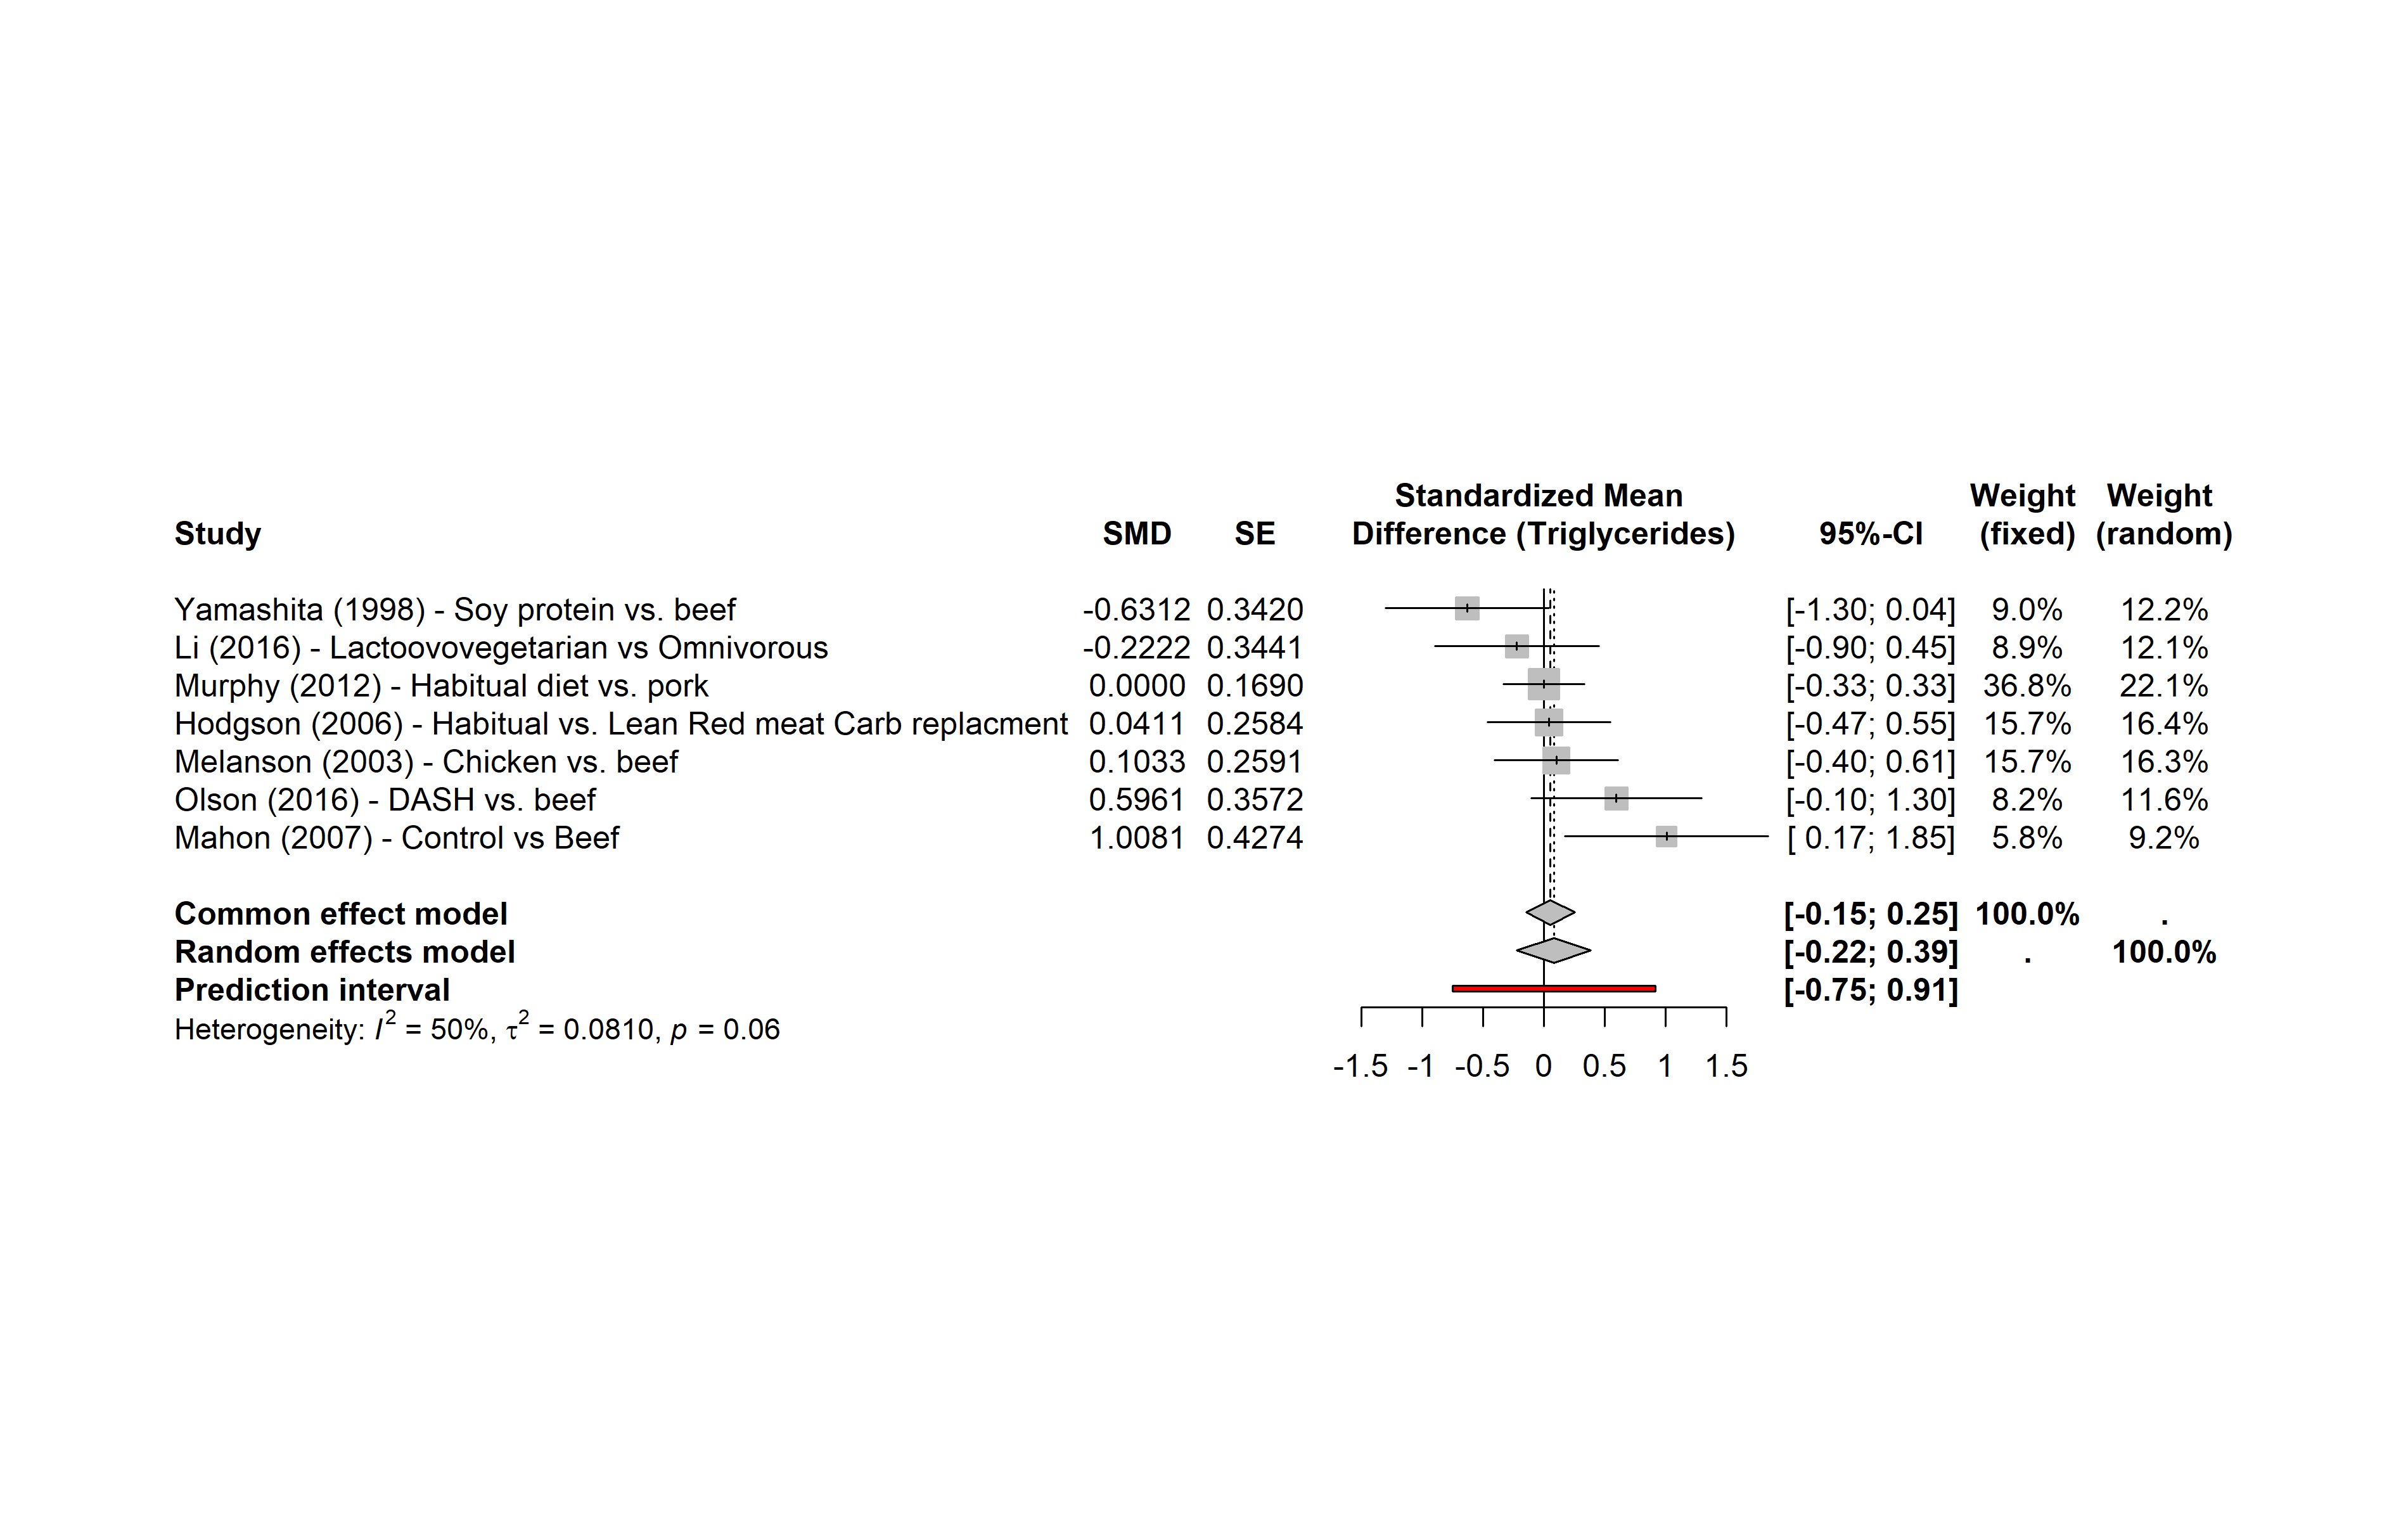 Standardized Mean Weight Weight
Study SMD SE Difference (Triglycerides) 95%-CI (fixed) (random)
Yamashita (1998) - Soy protein vs. beef -0.6312 0.3420 [-1.30; 0.04] 9.0% 12.2%
Li (2016) - Lactoovovegetarian vs Omnivorous -0.2222 0.3441 [-0.90; 0.45] 8.9% 12.1%
Murphy (2012) - Habitual diet vs. pork 0.0000 0.1690 [-0.33; 0.33] 36.8% 22.1%
Hodgson (2006) - Habitual vs. Lean Red meat Carb replacment 0.0411 0.2584 [-0.47; 0.55] 15.7% 16.4%
Melanson (2003) - Chicken vs. beef 0.1033 0.2591 [-0.40; 0.61] 15.7% 16.3%
Olson (2016) - DASH vs. beef 0.5961 0.3572 [-0.10; 1.30] 8.2% 11.6%
Mahon (2007) - Control vs Beef 1.0081 0.4274 [ 0.17; 1.85] 5.8% 9.2%
Common effect model [-0.15; 0.25] 100.0% .
Random effects model [-0.22; 0.39] . 100.0%
Prediction interval [-0.75; 0.91]
Heterogeneity: I² = 50%, τ² = 0.0810, p = 0.06
-1.5 -1 -0.5 0 0.5 1 1.5